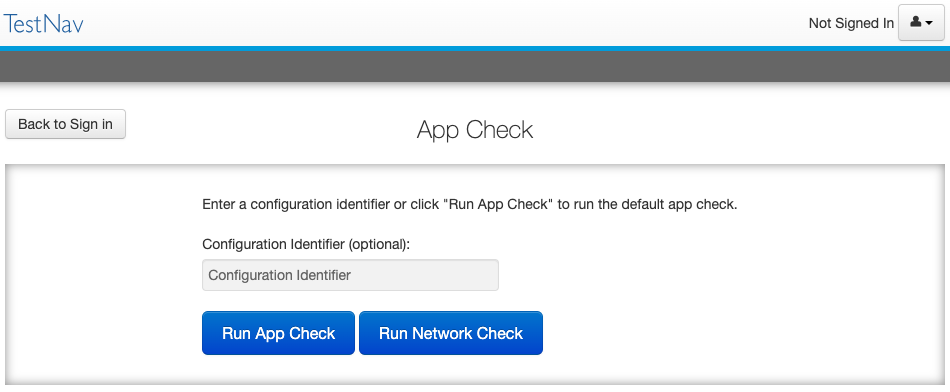 TestNav
Not Signed In
Back to Sign in
App Check
Enter a configuration identifier or click "Run App Check" to run the default app check.
Configuration Identifier (optional):
Configuration Identifier
Run App Check
Run Network Check